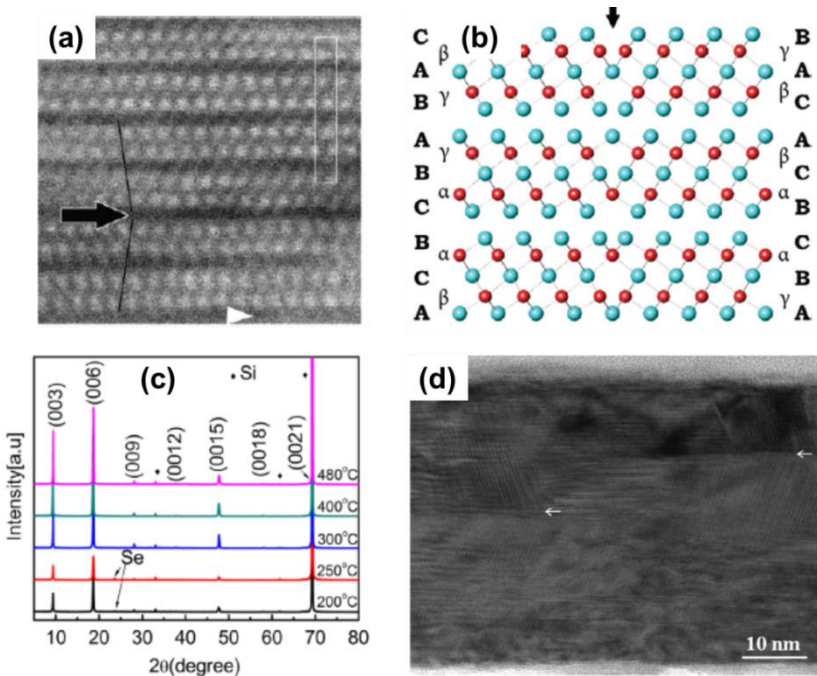 (a)
(b)
C β B
A γ A
B γ β C
A γ A
B β B
C α α B
B α C
C α B
A β γ A
(c)
Intensity[a.u]
(003)
(006)
(009)
(0012)
(0015)
(0018)
(0021)
Si
480°C
400°C
300°C
Se
250°C
200°C
10 20 30 40 50 60 70 80
2θ(degree)
(d)
10 nm